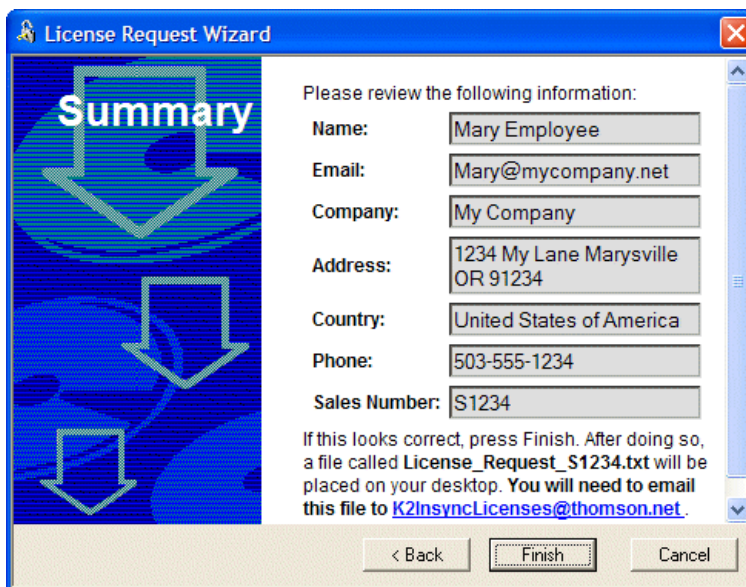 License Request Wizard
Summary
Please review the following information:
Name: Mary Employee
Email: Mary@mycompany.net
Company: My Company
Address: 1234 My Lane Marysville
OR 91234
Country: United States of America
Phone: 503-555-1234
Sales Number: S1234
If this looks correct, press Finish. After doing so,
a file called License_Request_S1234.txt will be
placed on your desktop. You will need to email
this file to K2InsyncLicenses@thomson.net .
< Back Finish Cancel